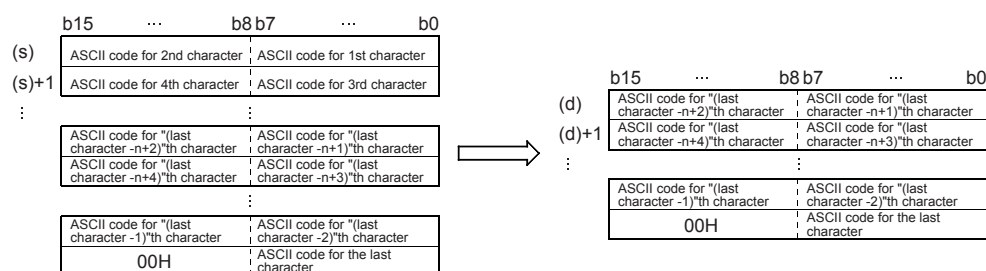 b15 ... b8 b7 ... b0
(s) ASCII code for 2nd character ASCII code for 1st character
(s)+1 ASCII code for 4th character ASCII code for 3rd character
⋮ ⋮
ASCII code for "(last
character -n+2)"th character
ASCII code for "(last
character -n+1)"th character
ASCII code for "(last
character -n+4)"th character
ASCII code for "(last
character -n+3)"th character
⋮
ASCII code for "(last
character -1)"th character
ASCII code for "(last
character -2)"th character
00H
ASCII code for the last
character
b15 ... b8 b7 ... b0
(d)
ASCII code for "(last
character -n+2)"th character
ASCII code for "(last
character -n+1)"th character
(d)+1
ASCII code for "(last
character -n+4)"th character
ASCII code for "(last
character -n+3)"th character
⋮ ⋮
ASCII code for "(last
character -1)"th character
ASCII code for "(last
character -2)"th character
00H
ASCII code for the last
character